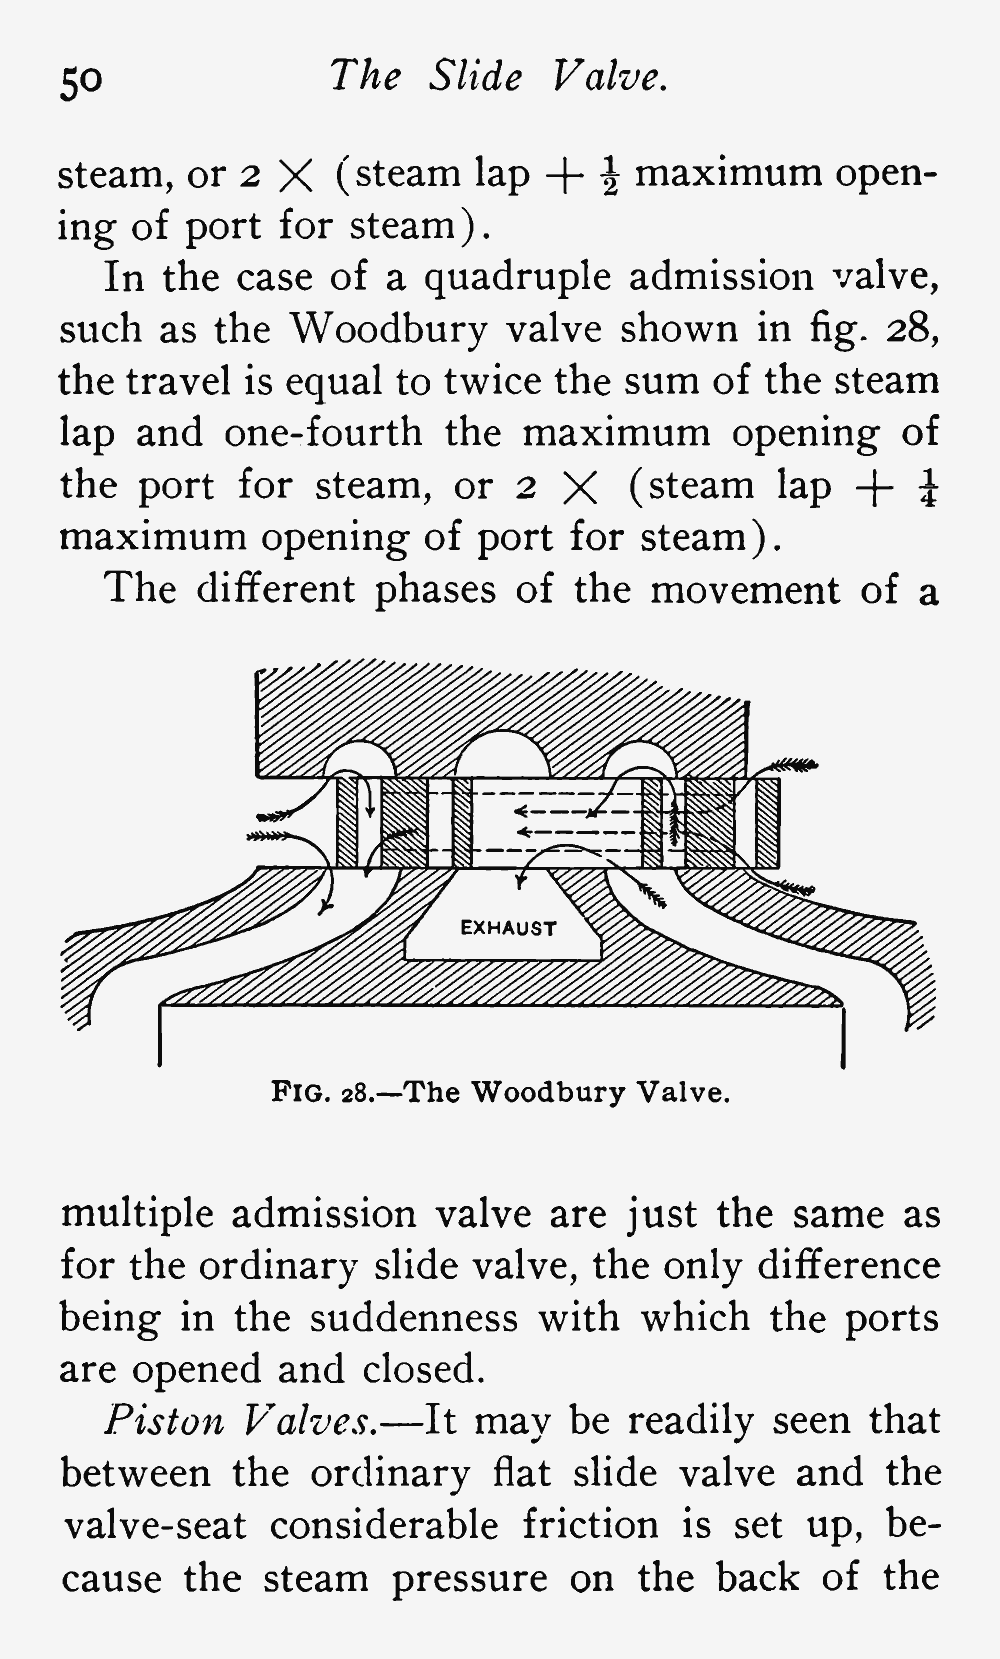 50 The Slide Valve.
steam, or 2 × (steam lap + ½ maximum open-
ing of port for steam).
In the case of a quadruple admission valve,
such as the Woodbury valve shown in fig. 28,
the travel is equal to twice the sum of the steam
lap and one-fourth the maximum opening of
the port for steam, or 2 × (steam lap + ¼
maximum opening of port for steam).
The different phases of the movement of a
EXHAUST
FIG. 28.—The Woodbury Valve.
multiple admission valve are just the same as
for the ordinary slide valve, the only difference
being in the suddenness with which the ports
are opened and closed.
Piston Valves.—It may be readily seen that
between the ordinary flat slide valve and the
valve-seat considerable friction is set up, be-
cause the steam pressure on the back of the